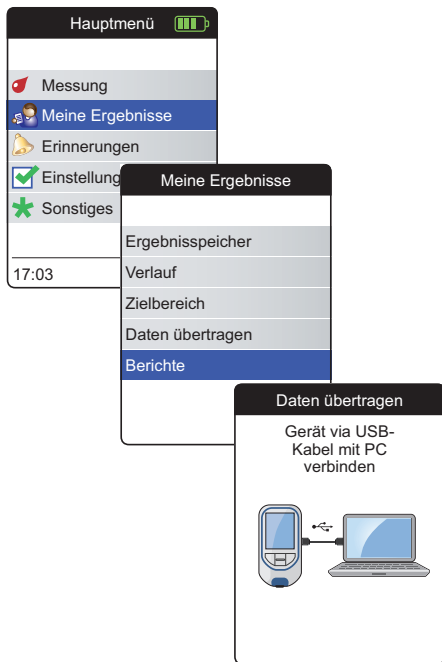 Hauptmenü
Messung
Meine Ergebnisse
Erinnerungen
Einstellung
Sonstiges
17:03
Meine Ergebnisse
Ergebnisspeicher
Verlauf
Zielbereich
Daten übertragen
Berichte
Daten übertragen
Gerät via USB-
Kabel mit PC
verbinden